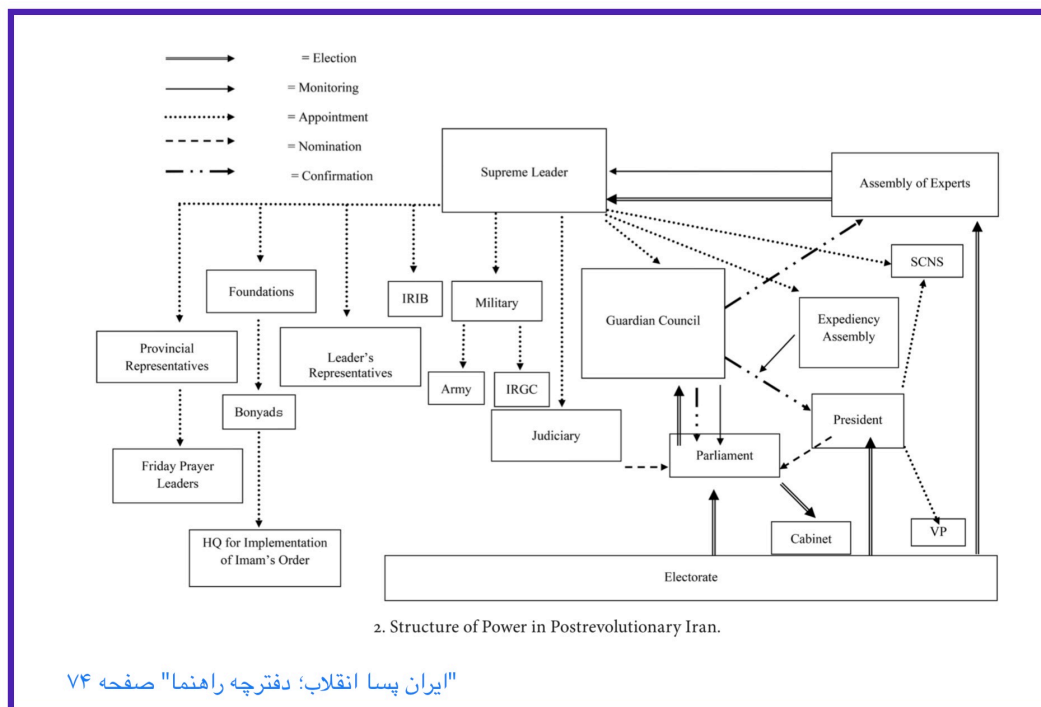 = Election
= Monitoring
= Appointment
= Nomination
= Confirmation
Supreme Leader
Assembly of Experts
SCNS
Foundations
IRIB
Military
Guardian Council
Expediency
Assembly
Provincial
Representatives
Leader's
Representatives
Army
IRGC
Bonyads
Judiciary
President
Parliament
Friday Prayer
Leaders
HQ for Implementation
of Imam's Order
Cabinet
VP
Electorate
2. Structure of Power in Postrevolutionary Iran.
"ایران پسا انقلاب؛ دفترچه راهنما" صفحه ۷۴